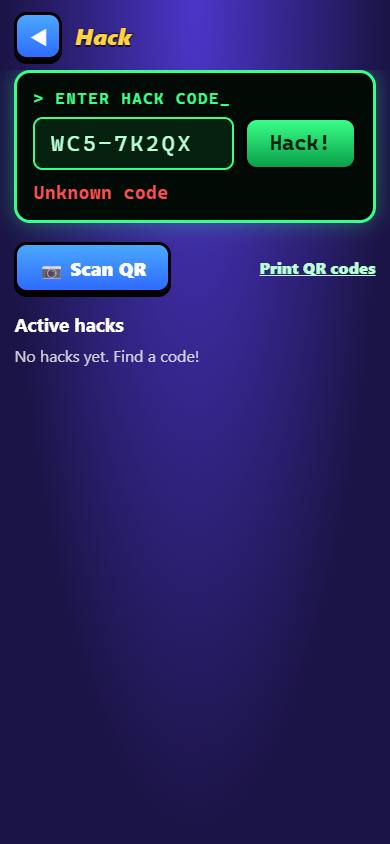 Hack
> ENTER HACK CODE_
WC5-7K2QX
Hack!
Unknown code
Scan QR
Print QR codes
Active hacks
No hacks yet. Find a code!